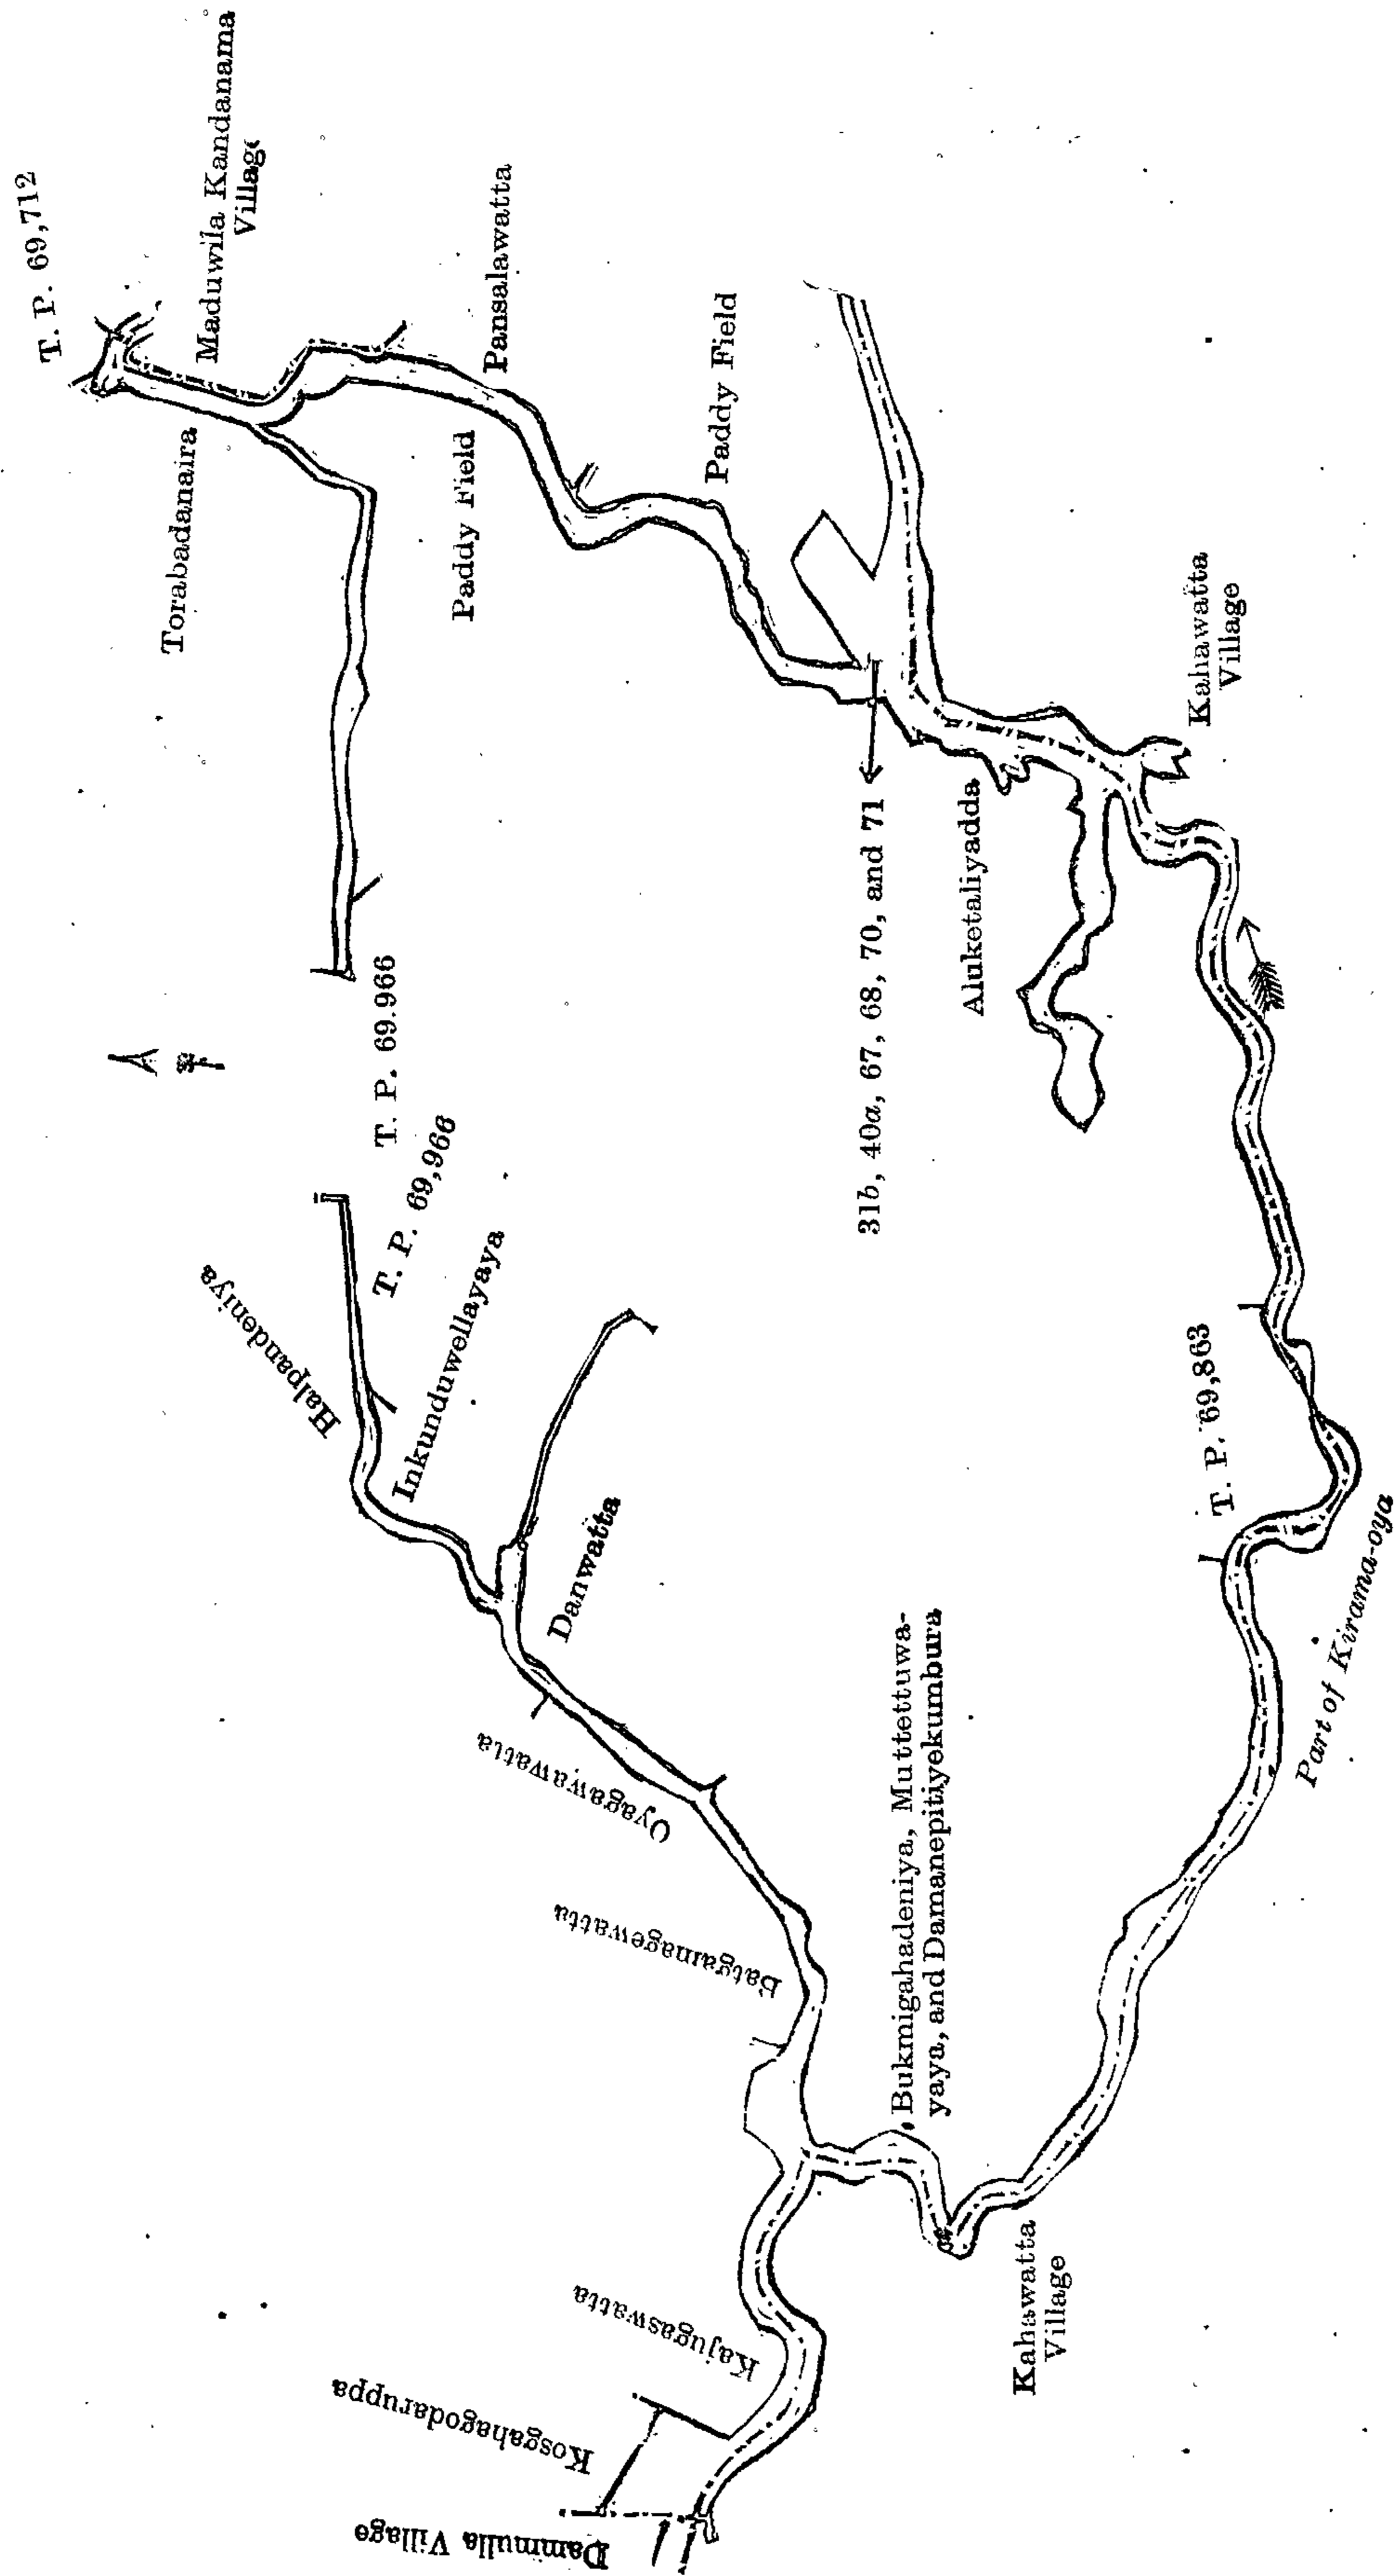 T. P. 69,712
Maduwila Kandanama
Village
Torabadanaira
Pansalawatta
Paddy Field
Paddy Field
T. P. 69.966
T. P. 69,966
Halpandeniya
Inkunduwellayaya
Danwatta
Oyagawawatta
Batgamagewatta
31b, 40a, 67, 68, 70, and 71
Aluketaliyadda
Kahawatta
Village
T. P. 69,863
Part of Kirama-oya
Bukmigahadeniya, Muttettuwa-
yaya, and Damanepitiyekumbura
Kahawatta
Village
Kajugaswatta
Kosgahagodaruppa
Dammulla Village